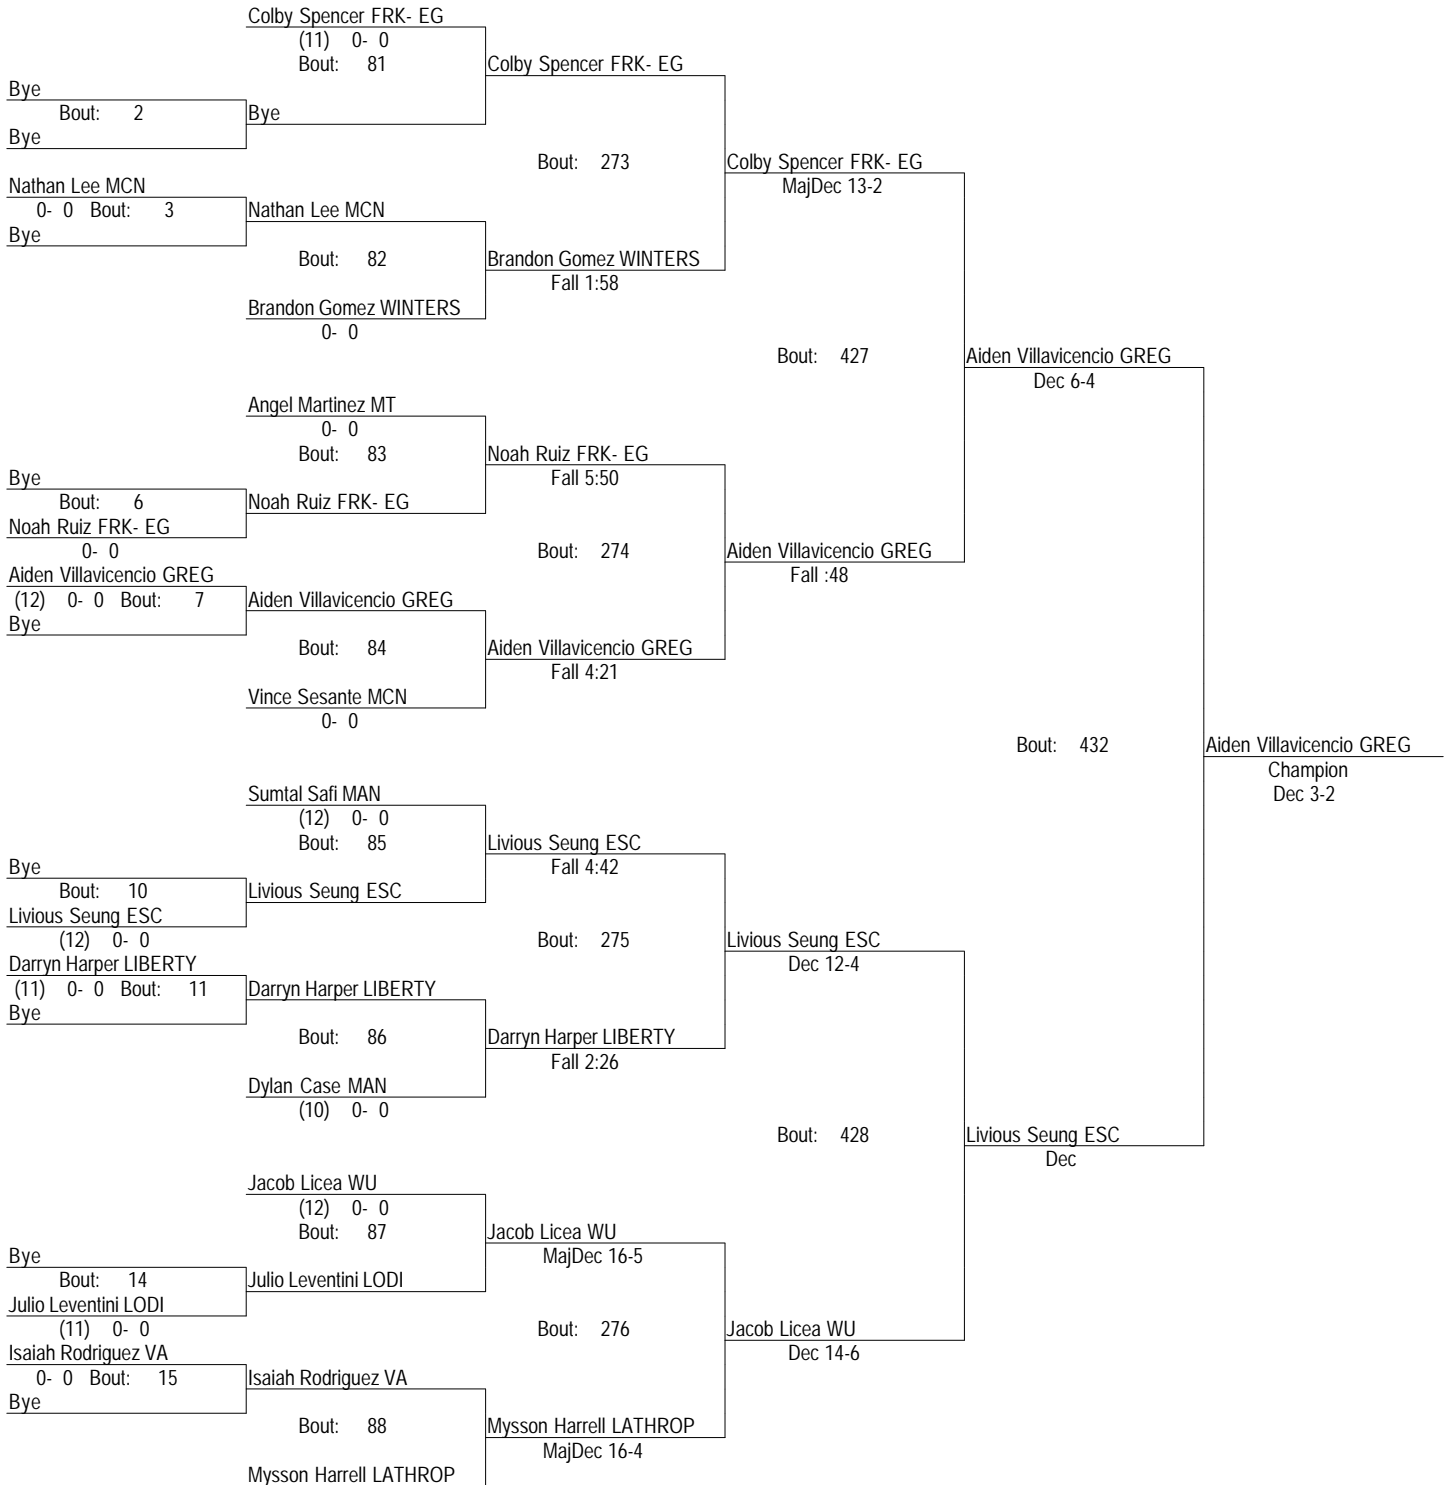 Colby Spencer FRK- EG
(11) 0- 0
Bout: 81
Colby Spencer FRK- EG
Bye
Bout: 2
Bye
Bye
Bout: 273
Colby Spencer FRK- EG
MajDec 13-2
Nathan Lee MCN
0- 0 Bout: 3
Nathan Lee MCN
Bye
Bout: 82
Brandon Gomez WINTERS
Fall 1:58
Brandon Gomez WINTERS
0- 0
Bout: 427
Aiden Villavicencio GREG
Dec 6-4
Angel Martinez MT
0- 0
Bout: 83
Noah Ruiz FRK- EG
Fall 5:50
Bye
Bout: 6
Noah Ruiz FRK- EG
Noah Ruiz FRK- EG
0- 0
Bout: 274
Aiden Villavicencio GREG
Fall :48
Aiden Villavicencio GREG
(12) 0- 0 Bout: 7
Aiden Villavicencio GREG
Bye
Bout: 84
Aiden Villavicencio GREG
Fall 4:21
Vince Sesante MCN
0- 0
Bout: 432
Aiden Villavicencio GREG
Champion
Dec 3-2
Sumtal Safi MAN
(12) 0- 0
Bout: 85
Livious Seung ESC
Fall 4:42
Bye
Bout: 10
Livious Seung ESC
Livious Seung ESC
(12) 0- 0
Bout: 275
Livious Seung ESC
Dec 12-4
Darryn Harper LIBERTY
(11) 0- 0 Bout: 11
Darryn Harper LIBERTY
Bye
Bout: 86
Darryn Harper LIBERTY
Fall 2:26
Dylan Case MAN
(10) 0- 0
Bout: 428
Livious Seung ESC
Dec
Jacob Licea WU
(12) 0- 0
Bout: 87
Jacob Licea WU
MajDec 16-5
Bye
Bout: 14
Julio Leventini LODI
Julio Leventini LODI
(11) 0- 0
Bout: 276
Jacob Licea WU
Dec 14-6
Isaiah Rodriguez VA
0- 0 Bout: 15
Isaiah Rodriguez VA
Bye
Bout: 88
Mysson Harrell LATHROP
MajDec 16-4
Mysson Harrell LATHROP